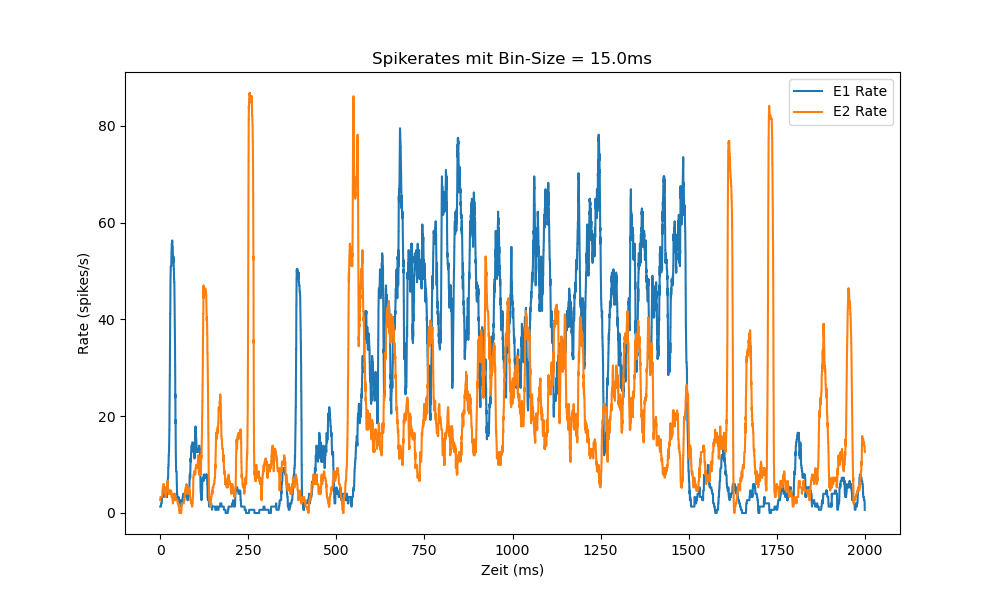 Spikerates mit Bin-Size = 15.0ms
E1 Rate
E2 Rate
80
60
40
20
0
Rate (spikes/s)
0 250 500 750 1000 1250 1500 1750 2000
Zeit (ms)